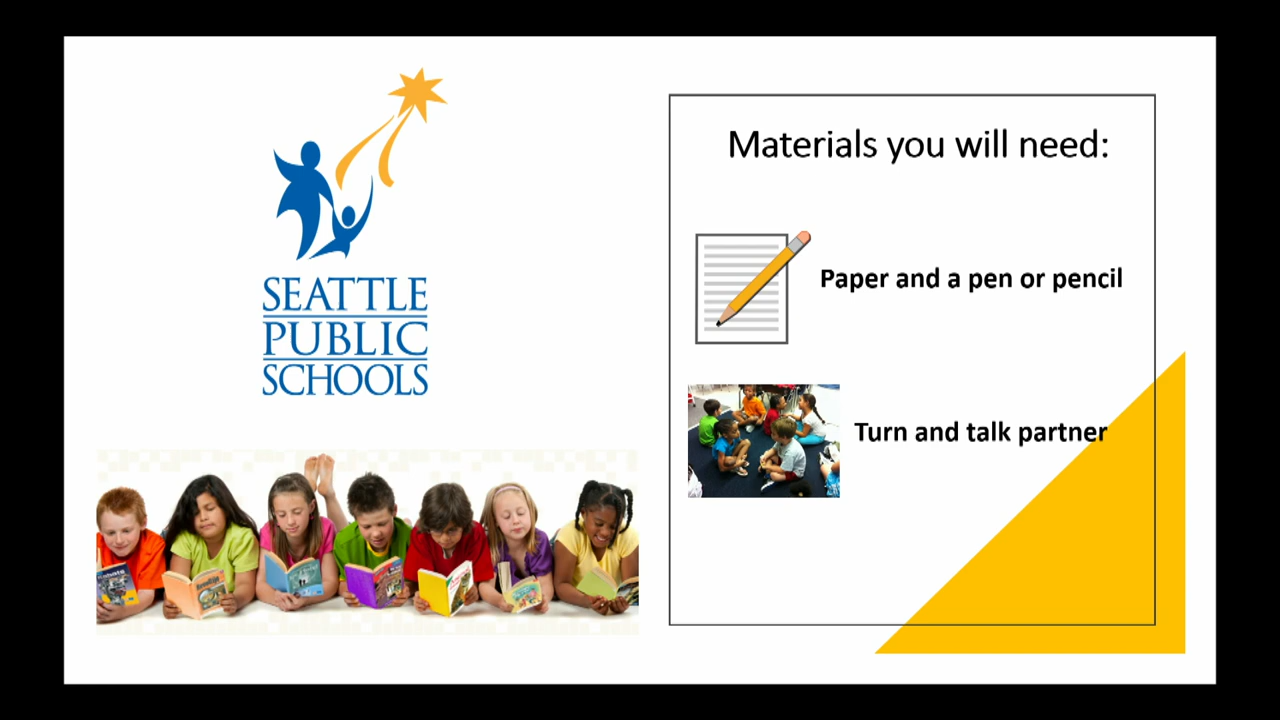 SEATTLE
PUBLIC
SCHOOLS
Materials you will need:
Paper and a pen or pencil
Turn and talk partner